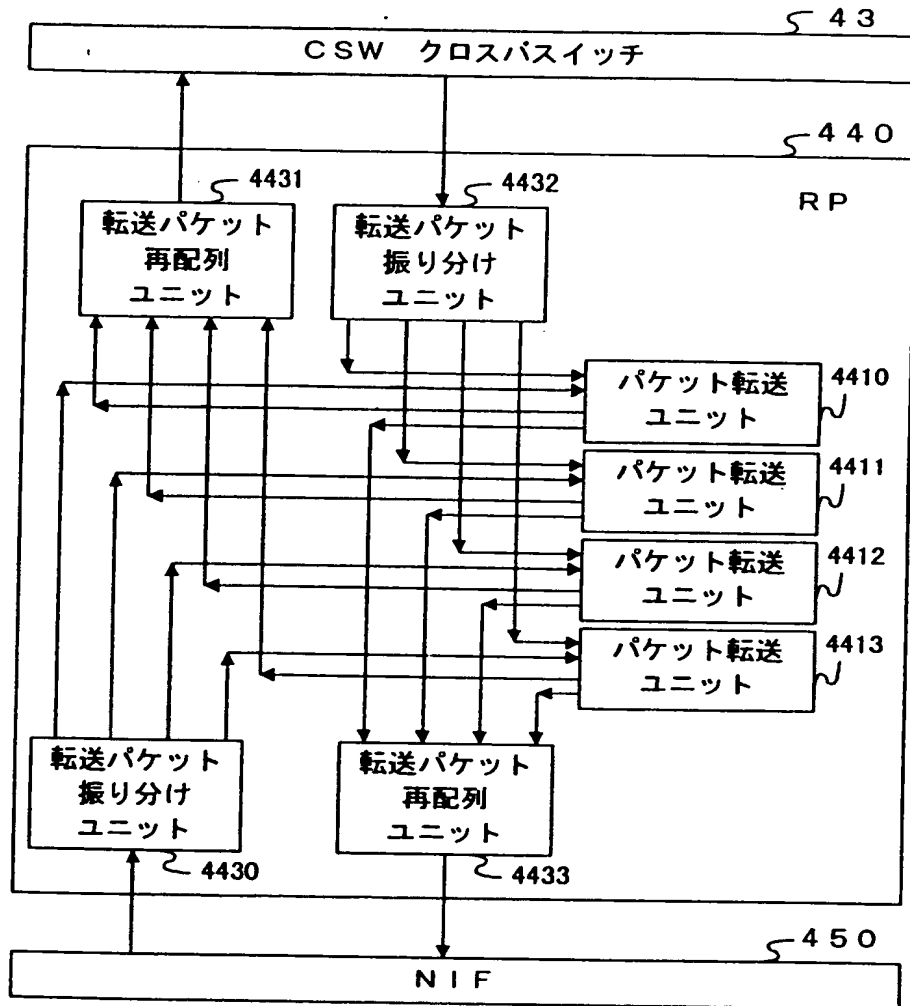 43
CSW クロスバスイッチ
440
RP
4431
転送パケット
再配列
ユニット
4432
転送パケット
振り分け
ユニット
パケット転送
ユニット
4410
パケット転送
ユニット
4411
パケット転送
ユニット
4412
パケット転送
ユニット
4413
転送パケット
振り分け
ユニット
4430
転送パケット
再配列
ユニット
4433
450
NIF